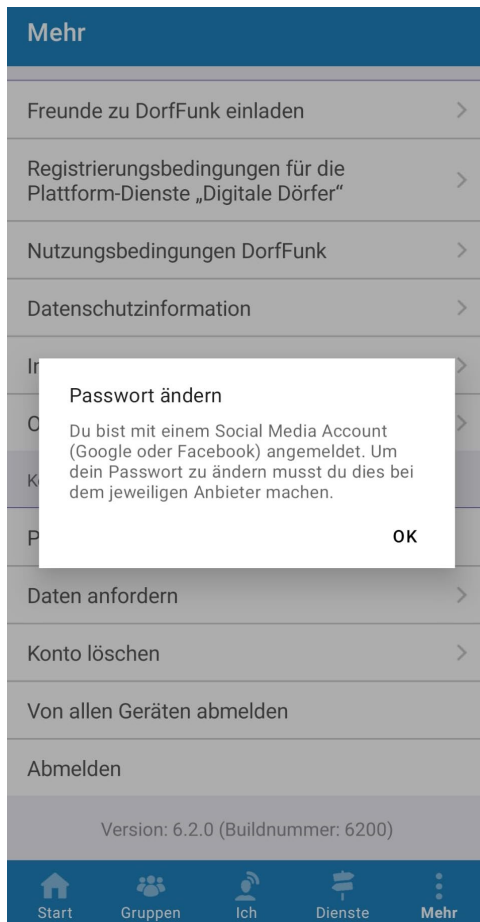 Mehr
Freunde zu DorfFunk einladen
Registrierungsbedingungen für die
Plattform-Dienste „Digitale Dörfer“
Nutzungsbedingungen DorfFunk
Datenschutzinformation
Passwort ändern
Du bist mit einem Social Media Account
(Google oder Facebook) angemeldet. Um
dein Passwort zu ändern musst du dies bei
dem jeweiligen Anbieter machen.
OK
Daten anfordern
Konto löschen
Von allen Geräten abmelden
Abmelden
Version: 6.2.0 (Buildnummer: 6200)
Start Gruppen Ich Dienste Mehr